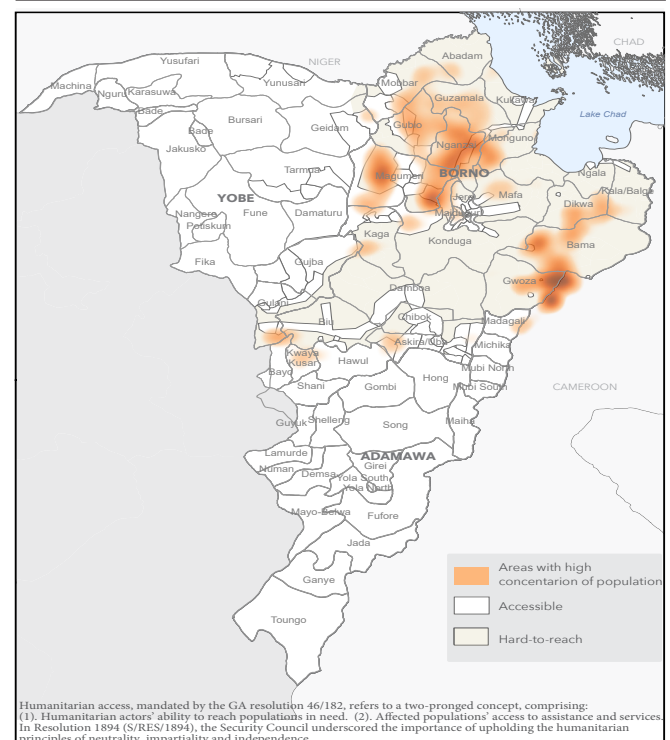 CHAD
Abadam
Yusufari
NIGER
Mobbar
Machina
Yunusari
Nguru
Karasuwa
Guzamala
Kukawa
Bade
Lake Chad
Bursari
Geidam
Gubio
Bade
Monguno
Jakusko
Nganzai
Tarmua
Magumeri
BORNO
Ngala
YOBE
Jere
Mafa
Kala/Balge
Dikwa
Nangere
Fune
Damaturu
Maiduguri
Potiskum
Kaga
Konduga
Bama
Fika
Gujba
Gwoza
Damboa
Gulani
Biu
Chibok
Madagali
Askira/Uba
Michika
Kwaya
Kusar
Hawul
Bayo
Mubi North
Hong
Shani
Gombi
Mubi South
CAMEROON
Guyuk
Shelleng
Song
Maiha
Lamurde
ADAMAWA
Girei
Numan
Demsa
Yola South
Yola North
Mayo-Belwa
Fufore
Jada
Ganye
Toungo
Areas with high
concentarion of population
Accessible
Hard-to-reach
Humanitarian access, mandated by the GA resolution 46/182, refers to a two-pronged concept, comprising:
(1). Humanitarian actors’ ability to reach populations in need. (2). Affected populations’ access to assistance and services.
In Resolution 1894 (S/RES/1894), the Security Council underscored the importance of upholding the humanitarian
principles of neutrality, impartiality and independence